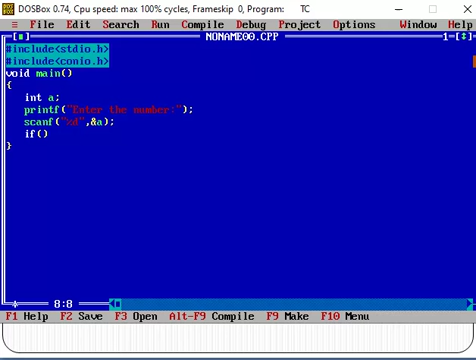 DOSBox 0.74, Cpu speed: max 100% cycles, Frameskip 0, Program: TC
≡ File Edit Search Run Compile Debug Project Options Window Help
[■] NONAME00.CPP 1=[↕]
#include<stdio.h>
#include<conio.h>
void main()
{
int a;
printf("Enter the number:");
scanf("%d",&a);
if()
}
8:8
F1 Help F2 Save F3 Open Alt-F9 Compile F9 Make F10 Menu